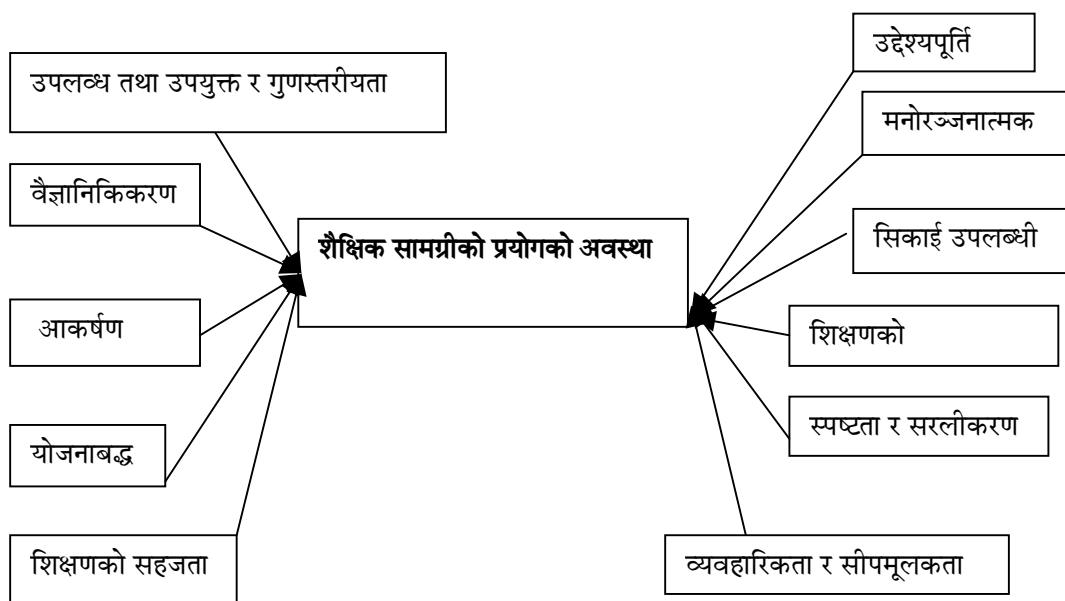 उद्देश्यपूर्ति
उपलव्ध तथा उपयुक्त र गुणस्तरीयता
मनोरञ्जनात्मक
वैज्ञानिकिकरण
शैक्षिक सामग्रीको प्रयोगको अवस्था
सिकाई उपलब्धी
आकर्षण
शिक्षणको
स्पष्टता र सरलीकरण
योजनाबद्ध
शिक्षणको सहजता
व्यवहारिकता र सीपमूलकता